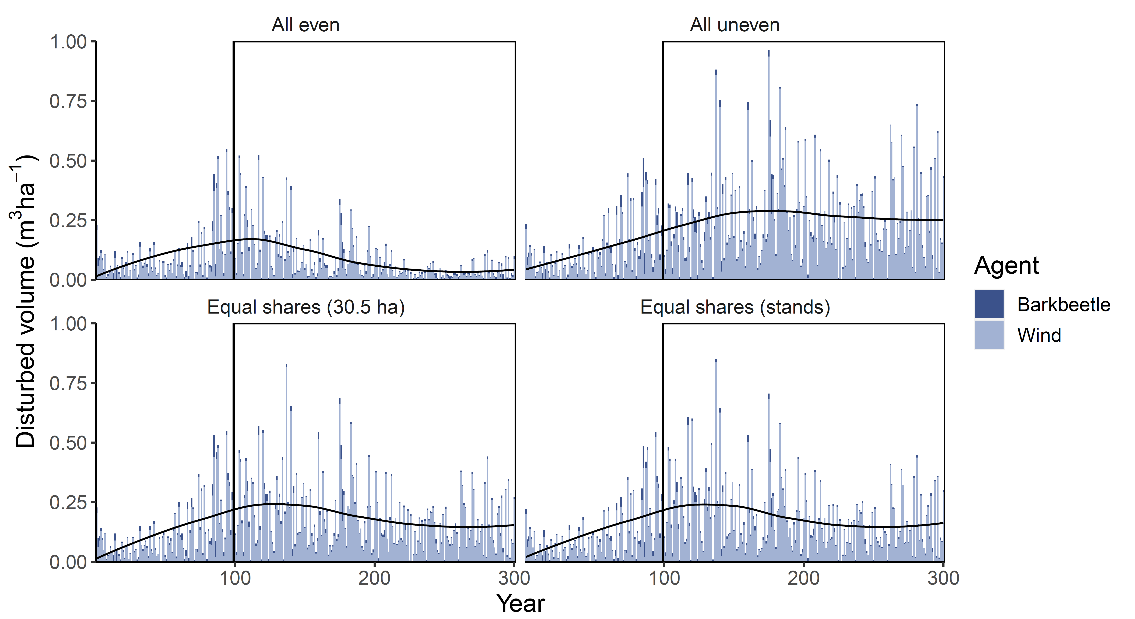 All even
All uneven
1.00
0.75
0.50
0.25
0.00
Equal shares (30.5 ha)
Equal shares (stands)
1.00
0.75
0.50
0.25
0.00
100
200
300
100
200
300
Year
Disturbed volume (m³ha⁻¹)
Agent
Barkbeetle
Wind